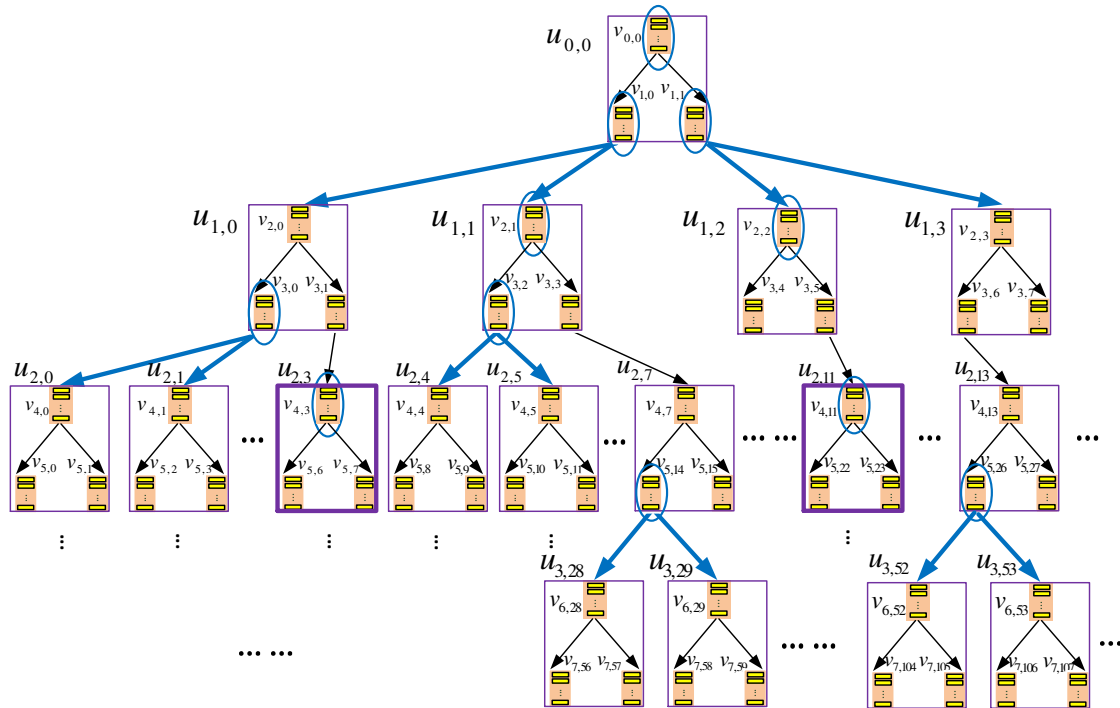 u0,0
v0,0
v1,0 v1,1
u1,0 v2,0
u1,1 v2,1
u1,2 v2,2
u1,3 v2,3
v3,0 v3,1
v3,2 v3,3
v3,4 v3,5
v3,6 v3,7
u2,0 u2,1 u2,3 u2,4 u2,5 u2,7 u2,11 u2,13
v4,0 v4,1 ... v4,3 v4,4 v4,5 ... v4,7 ... ... v4,11 ... v4,13 ...
v5,0 v5,1 v5,2 v5,3 v5,6 v5,7 v5,8 v5,9 v5,10 v5,11 v5,14 v5,15 v5,22 v5,23 v5,26 v5,27
u3,28 u3,29 u3,52 u3,53
v6,28 v6,29 v6,52 v6,53
... ... ... ... ...
v7,56 v7,57 v7,58 v7,59 v7,104 v7,105 v7,106 v7,107